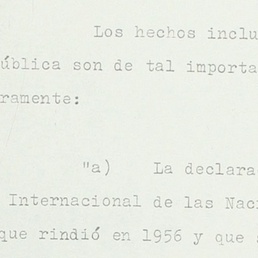 Los hechos inclu
ública son de tal importa
ramente:
"a) La declara
Internacional de las Naci
que rindió en 1956 y que